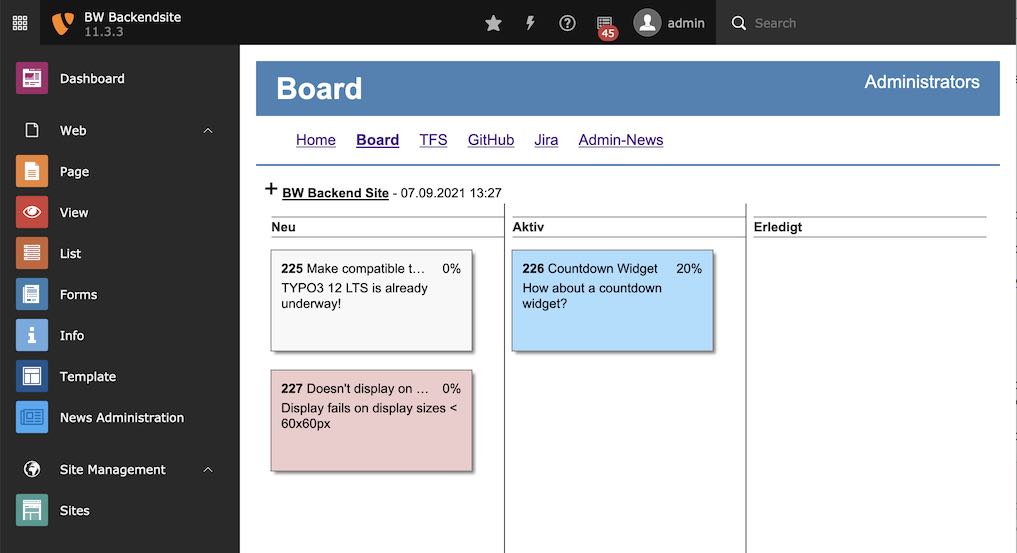 BW Backendsite
11.3.3
45
admin
Search
Dashboard
Web
Page
View
List
Forms
Info
Template
News Administration
Site Management
Sites
Board
Administrators
Home Board TFS GitHub Jira Admin-News
+ BW Backend Site - 07.09.2021 13:27
Neu
225 Make compatible t... 0%
TYPO3 12 LTS is already
underway!
227 Doesn't display on ... 0%
Display fails on display sizes <
60x60px
Aktiv
226 Countdown Widget 20%
How about a countdown
widget?
Erledigt